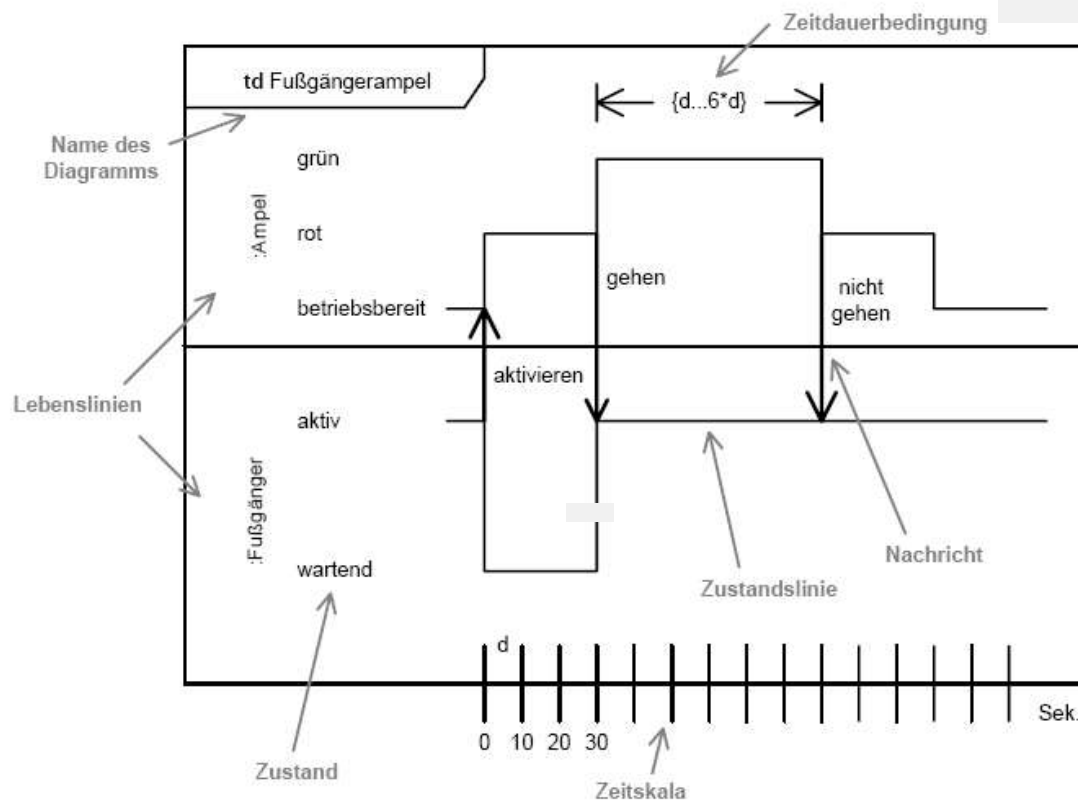 Zeitdauerbedingung
td Fußgängerampel
{d...6*d}
Name des
Diagramms
grün
:Ampel
rot
gehen
nicht
gehen
betriebsbereit
aktivieren
Lebenslinien
aktiv
:Fußgänger
Nachricht
wartend
Zustandslinie
d
Sek.
0 10 20 30
Zustand
Zeitskala